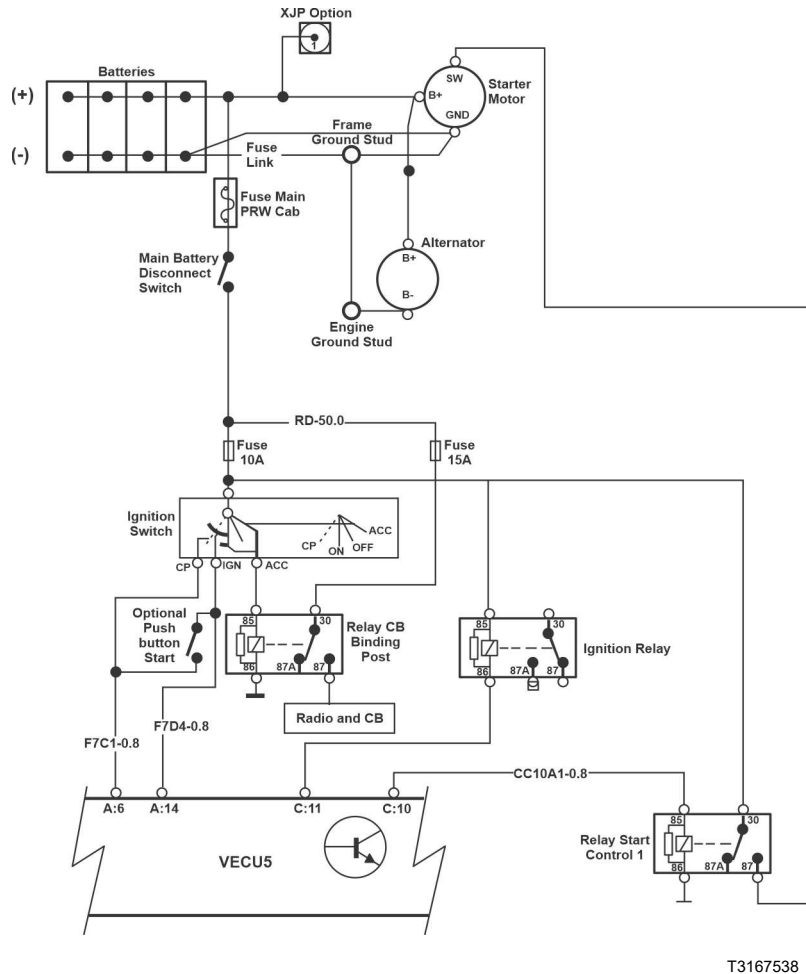 XJP Option
1
Batteries
(+)
(-)
SW
B+
GND
Starter
Motor
Frame
Ground Stud
Fuse
Link
Fuse Main
PRW Cab
Alternator
B+
B-
Main Battery
Disconnect
Switch
Engine
Ground Stud
RD-50.0
Fuse
10A
Fuse
15A
Ignition
Switch
CP
ON
OFF
ACC
CP
IGN
ACC
Optional
Push
button
Start
85
30
86
87A
87
Relay CB
Binding
Post
85
30
86
87A
87
Ignition Relay
Radio and CB
F7D4-0.8
F7C1-0.8
CC10A1-0.8
A:6
A:14
C:11
C:10
VECU5
85
30
86
87A
87
Relay Start
Control 1
T3167538